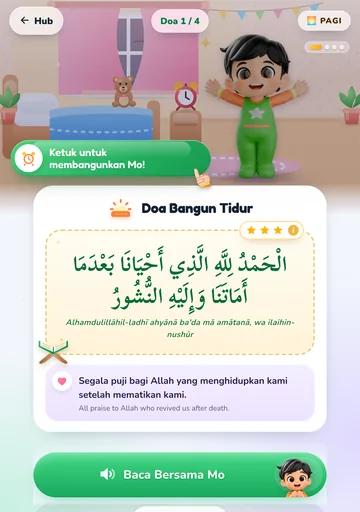 Hub
Doa 1 / 4
PAGI
Ketuk untuk
membangunkan Mo!
Doa Bangun Tidur
الْحَمْدُ لِلَّهِ الَّذِي أَحْيَانَا بَعْدَمَا
أَمَاتَنَا وَإِلَيْهِ النُّشُورُ
Alhamdulillāhil-ladhī ahyānā ba'da mā amātanā, wa ilaihin-
nushūr
Segala puji bagi Allah yang menghidupkan kami
setelah mematikan kami.
All praise to Allah who revived us after death.
Baca Bersama Mo